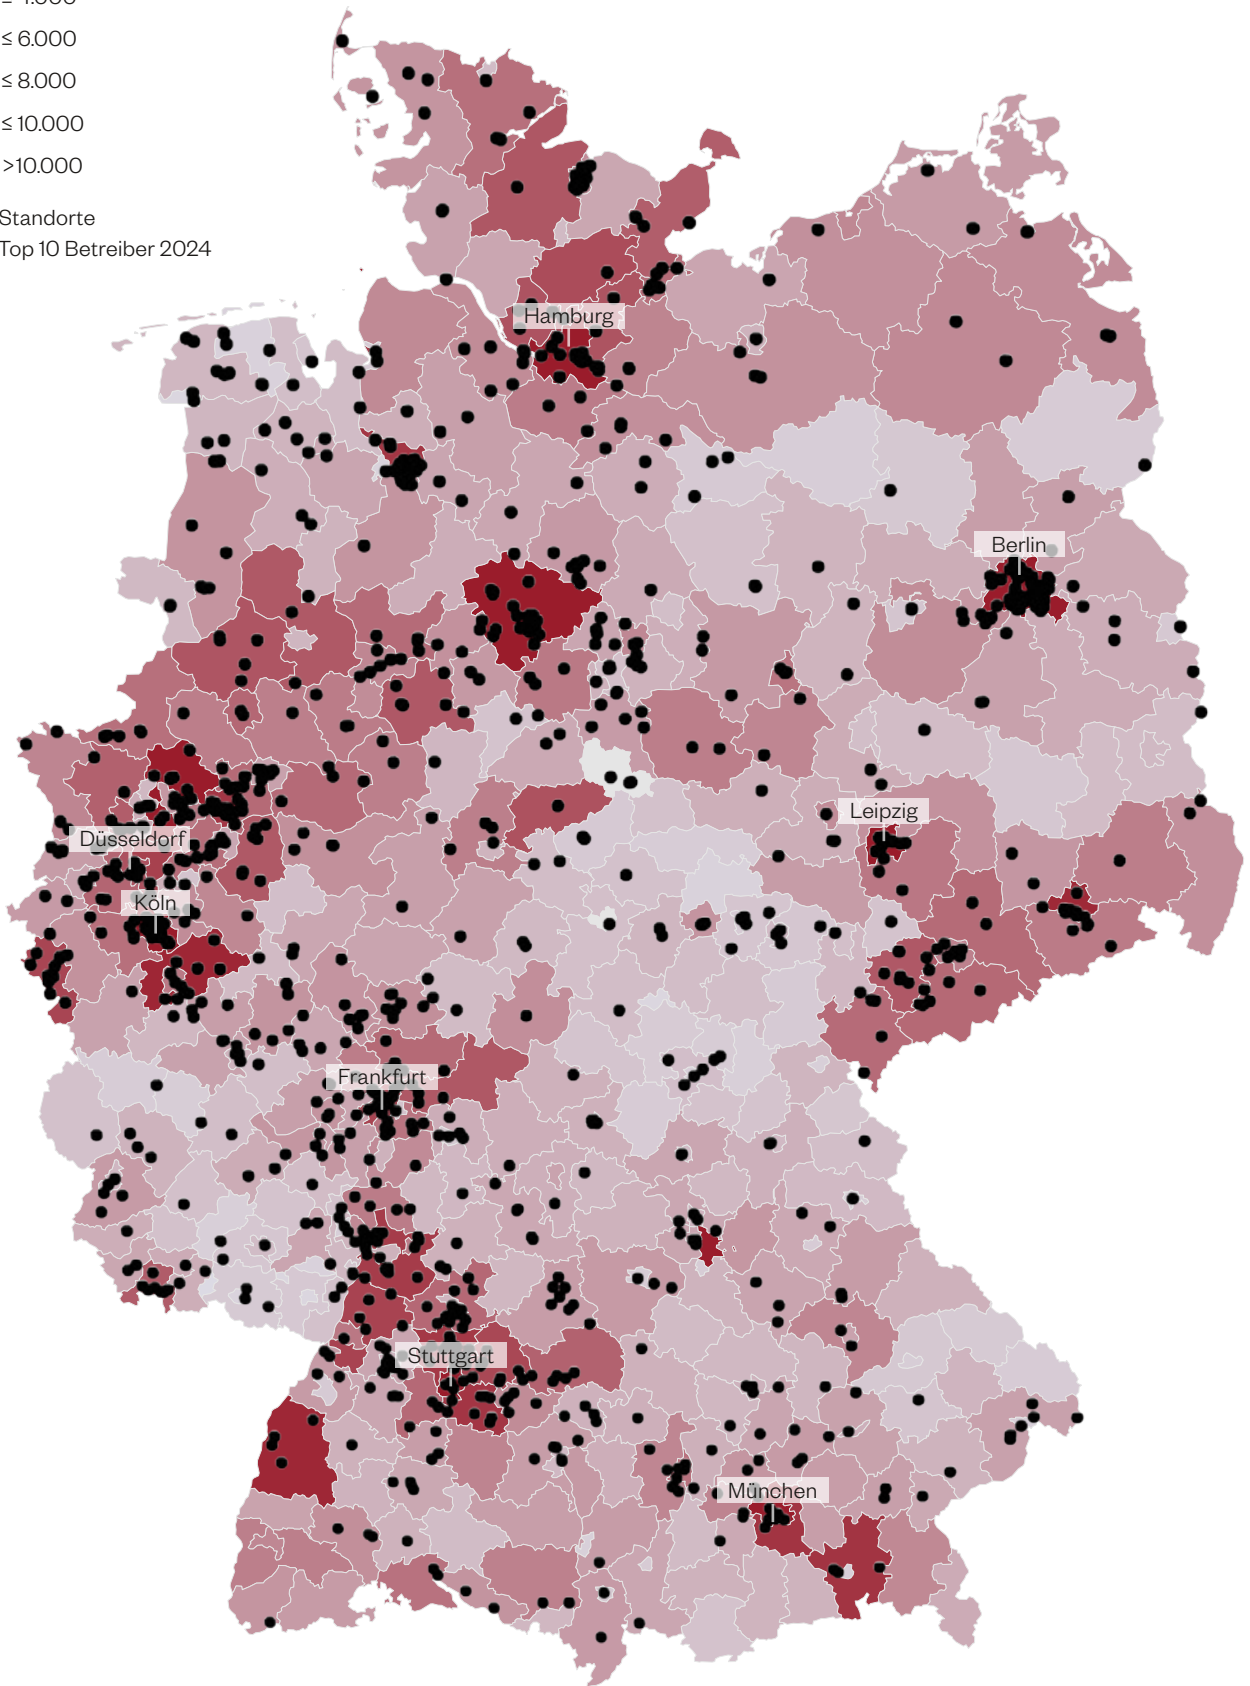 ≤ 6.000
≤ 8.000
≤ 10.000
>10.000
Standorte
Top 10 Betreiber 2024
Hamburg
Berlin
Leipzig
Düsseldorf
Köln
Frankfurt
Stuttgart
München